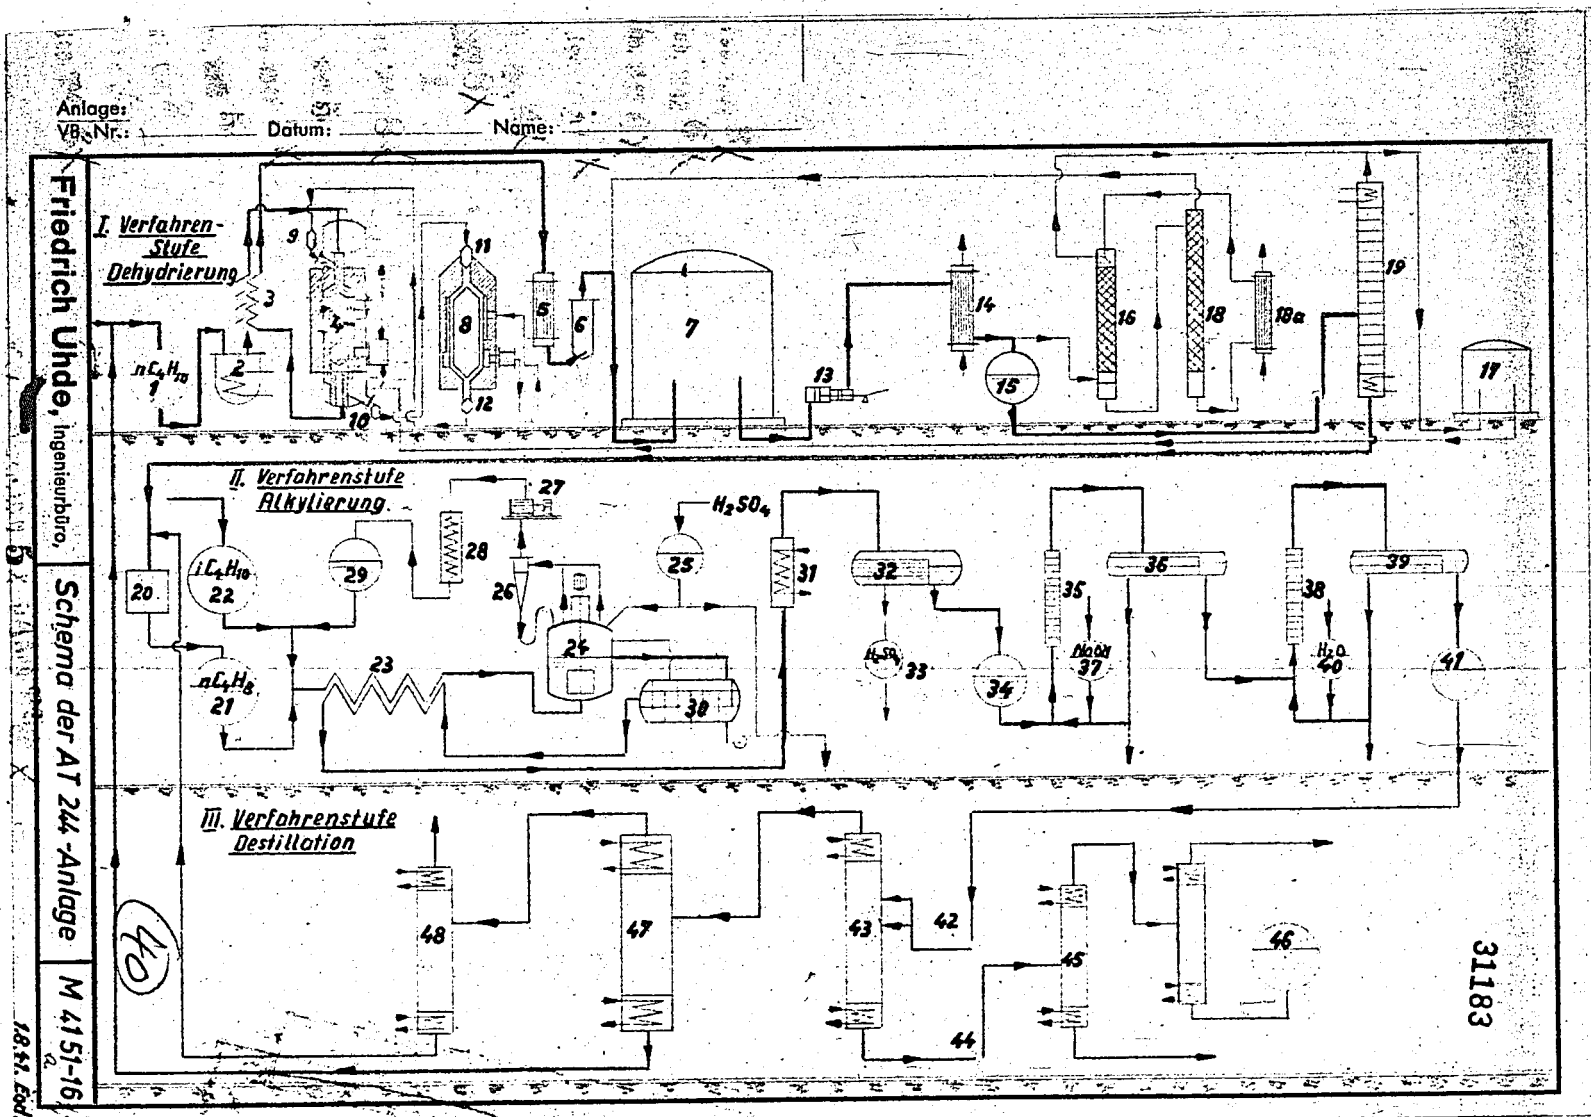 Anlage:
VB.-Nr.: Datum: Name:
Friedrich Uhde, Ingenieurbüro,
Schema der AT 244-Anlage
M 4151-16
a
I. Verfahren-
Stufe
Dehydrierung
nC₄H₁₀
1
2
3
4
5
6
7
8
9
10
11
12
13
14
15
16
17
18
18a
19
II. Verfahrenstufe
Alkylierung
20
nC₄H₈
21
iC₄H₁₀
22
23
24
25
H₂SO₄
26
27
28
29
30
31
32
H₂SO₄
33
34
35
36
NaOH
37
38
39
H₂O
40
41
III. Verfahrenstufe
Destillation
42
43
44
45
46
47
48
40
31183